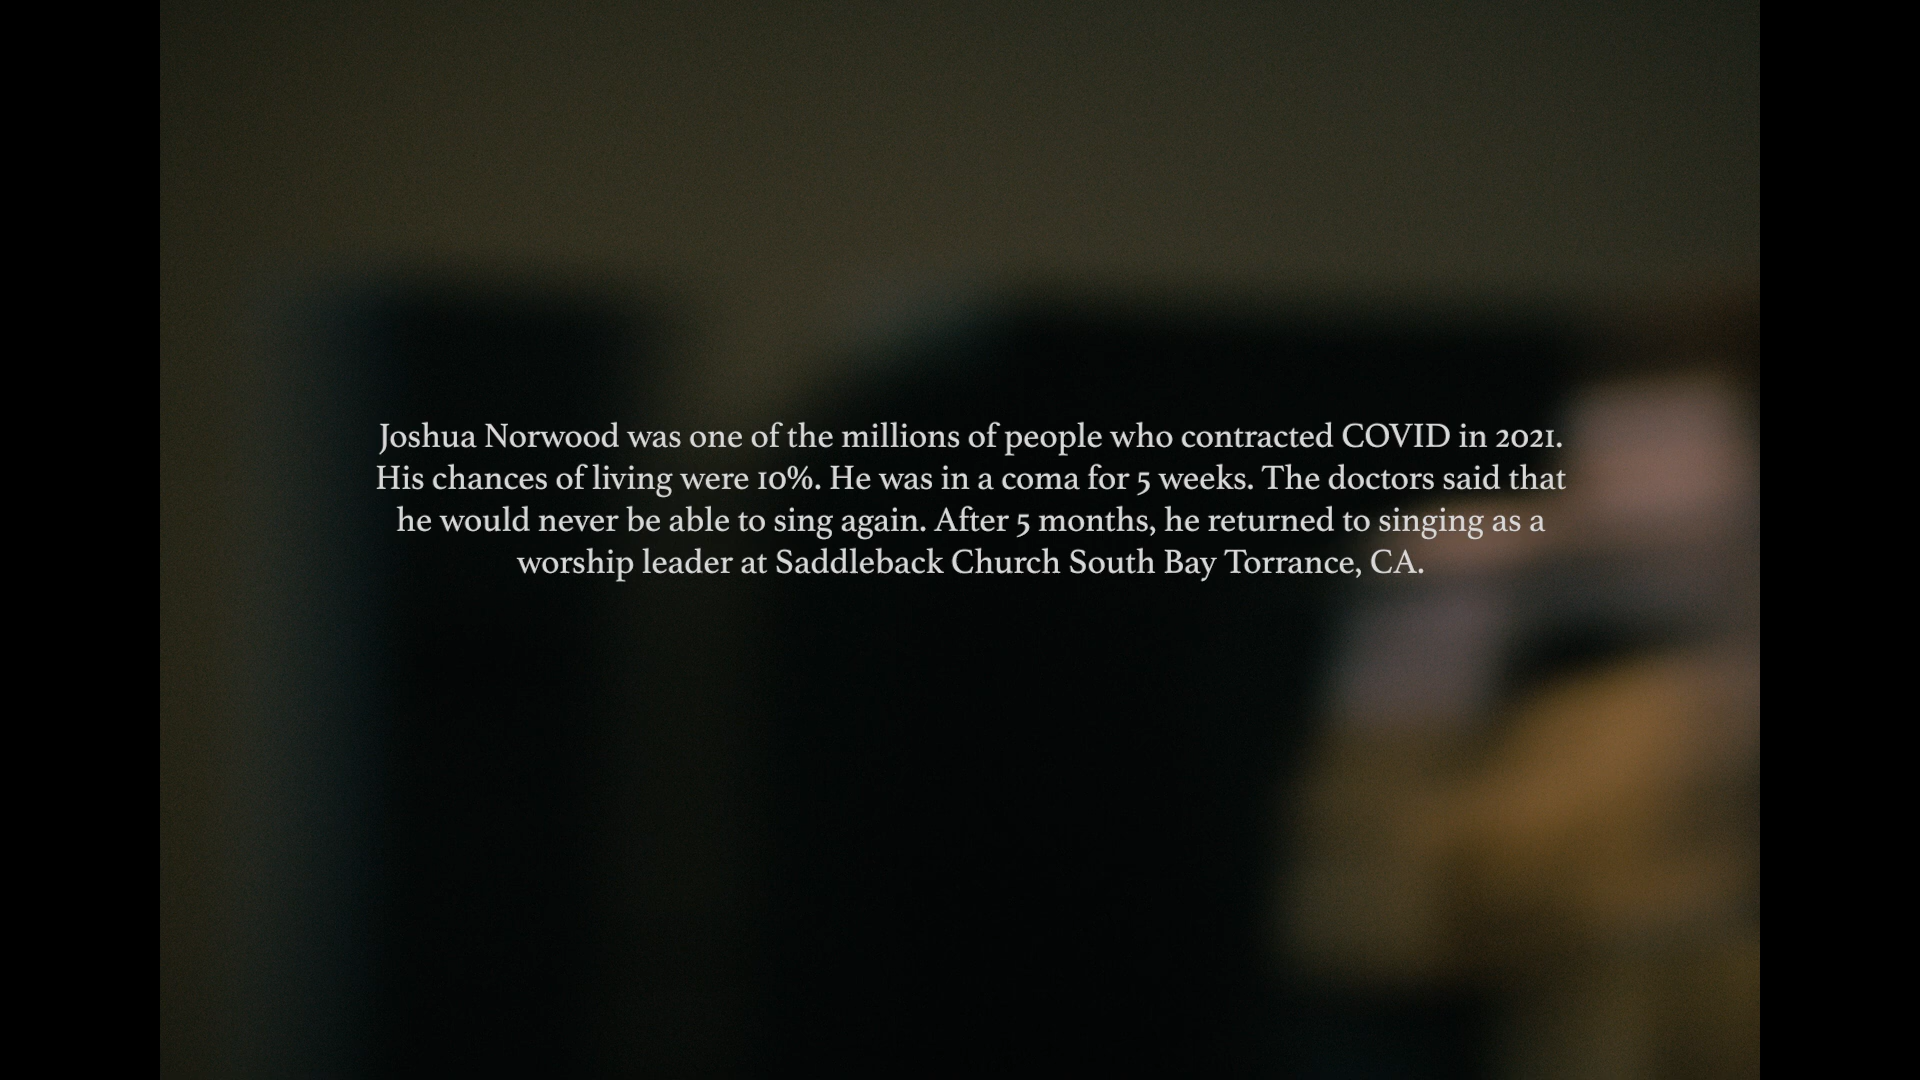 Joshua Norwood was one of the millions of people who contracted COVID in 2021.
His chances of living were 10%. He was in a coma for 5 weeks. The doctors said that
he would never be able to sing again. After 5 months, he returned to singing as a
worship leader at Saddleback Church South Bay Torrance, CA.